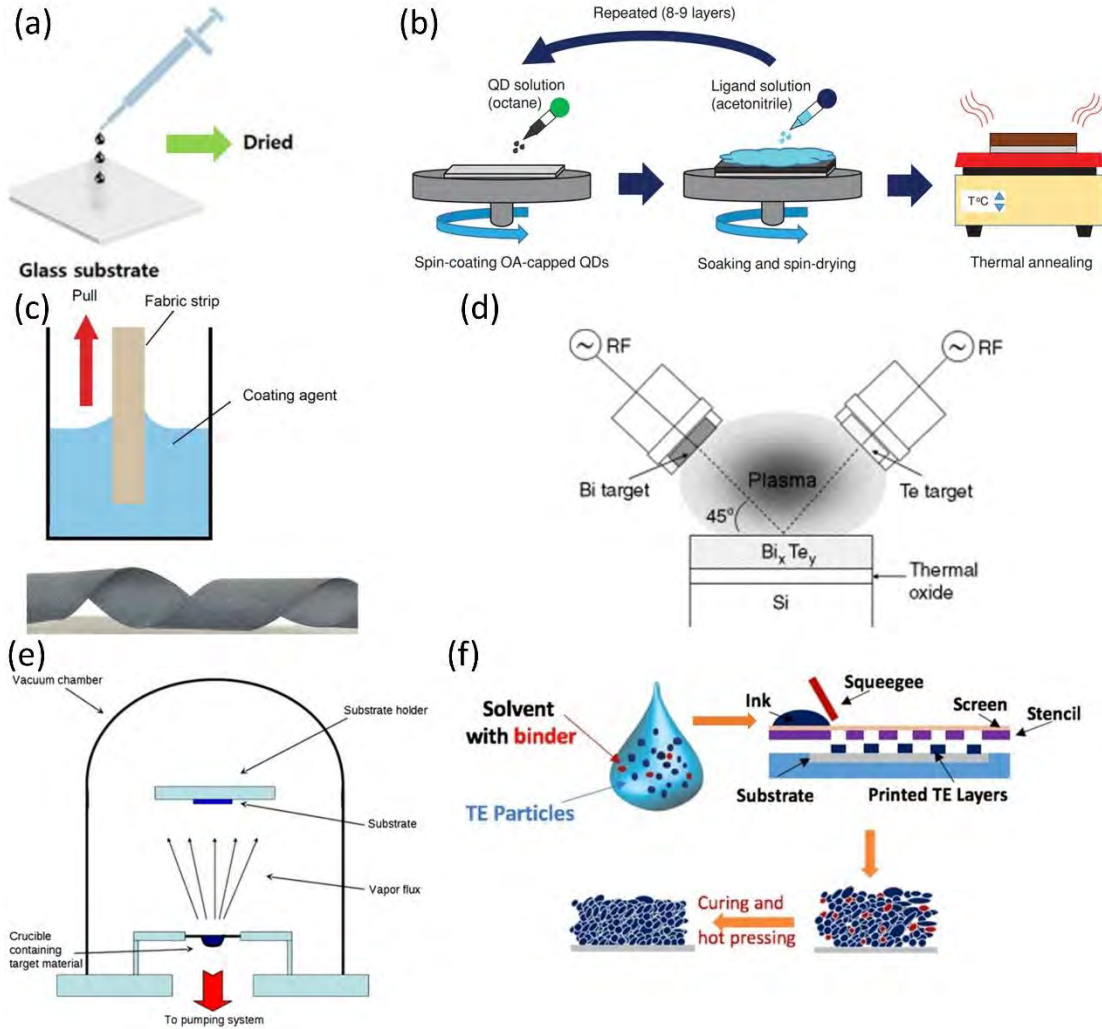 (a)
Dried
Glass substrate
(b)
Repeated (8-9 layers)
QD solution
(octane)
Ligand solution
(acetonitrile)
T°C
Spin-coating OA-capped QDs
Soaking and spin-drying
Thermal annealing
(c)
Pull
Fabric strip
Coating agent
(d)
~ RF
~ RF
Bi target
Plasma
Te target
45°
BixTey
Thermal
oxide
Si
(e)
Vacuum chamber
Substrate holder
Substrate
Vapor flux
Crucible
containing
target material
To pumping system
(f)
Solvent
with binder
TE Particles
Ink
Squeegee
Screen
Stencil
Substrate
Printed TE Layers
Curing and
hot pressing